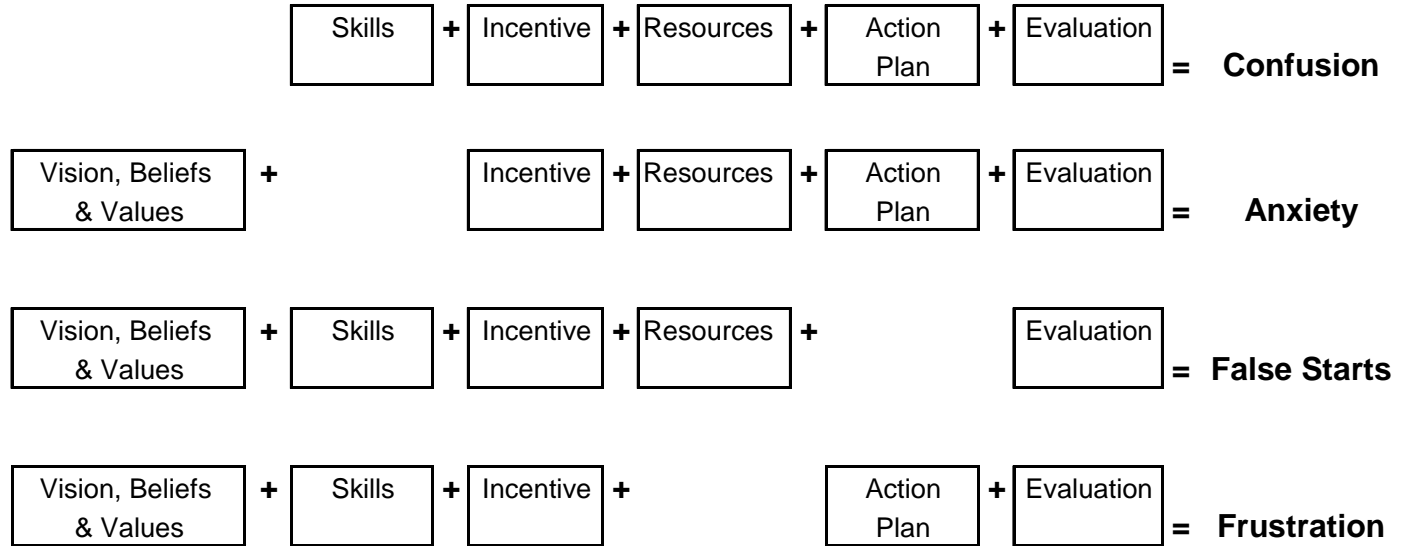 Skills + Incentive + Resources + Action Plan + Evaluation = Confusion
Vision, Beliefs & Values + Incentive + Resources + Action Plan + Evaluation = Anxiety
Vision, Beliefs & Values + Skills + Incentive + Resources + Evaluation = False Starts
Vision, Beliefs & Values + Skills + Incentive + Action Plan + Evaluation = Frustration